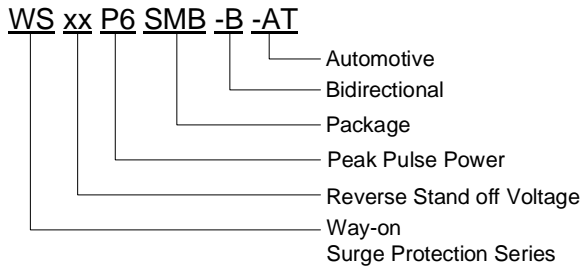 WS xx P6 SMB -B -AT
Automotive
Bidirectional
Package
Peak Pulse Power
Reverse Stand off Voltage
Way-on
Surge Protection Series